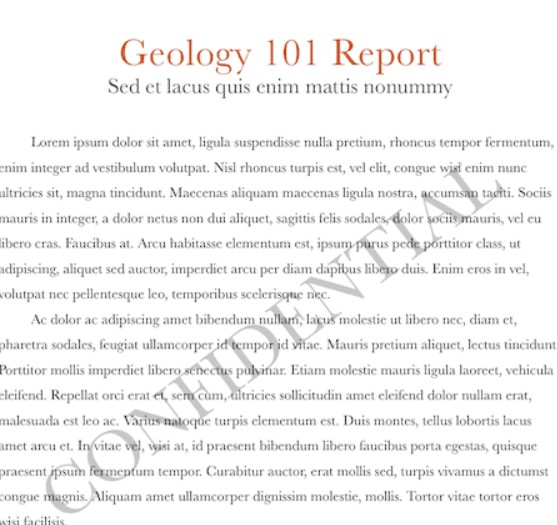 Geology 101 Report
Sed et lacus quis enim mattis nonummy
Lorem ipsum dolor sit amet, ligula suspendisse nulla pretium, rhoncus tempor fermentum,
enim integer ad vestibulum volutpat. Nisl rhoncus turpis est, vel elit, congue wisi enim nunc
ultricies sit, magna tincidunt. Maecenas aliquam maecenas ligula nostra, accumsan taciti. Sociis
mauris in integer, a dolor netus non dui aliquet, sagittis felis sodales, dolor sociis mauris, vel eu
libero cras. Faucibus at. Arcu habitasse elementum est, ipsum purus pede porttitor class, ut
adipiscing, aliquet sed auctor, imperdiet arcu per diam dapibus libero duis. Enim eros in vel,
volutpat nec pellentesque leo, temporibus scelerisque nec.
Ac dolor ac adipiscing amet bibendum nullam, lacus molestie ut libero nec, diam et,
pharetra sodales, feugiat ullamcorper id tempor id vitae. Mauris pretium aliquet, lectus tincidunt
Porttitor mollis imperdiet libero senectus pulvinar. Etiam molestie mauris ligula laoreet, vehicula
eleifend. Repellat orci erat et, sem cum, ultricies sollicitudin amet eleifend dolor nullam erat,
malesuada est leo ac. Varius natoque turpis elementum est. Duis montes, tellus lobortis lacus
amet arcu et. In vitae vel, wisi at, id praesent bibendum libero faucibus porta egestas, quisque
praesent ipsum fermentum tempor. Curabitur auctor, erat mollis sed, turpis vivamus a dictumst
congue magnis. Aliquam amet ullamcorper dignissim molestie, mollis. Tortor vitae tortor eros
wisi facilisis.
CONFIDENTIAL